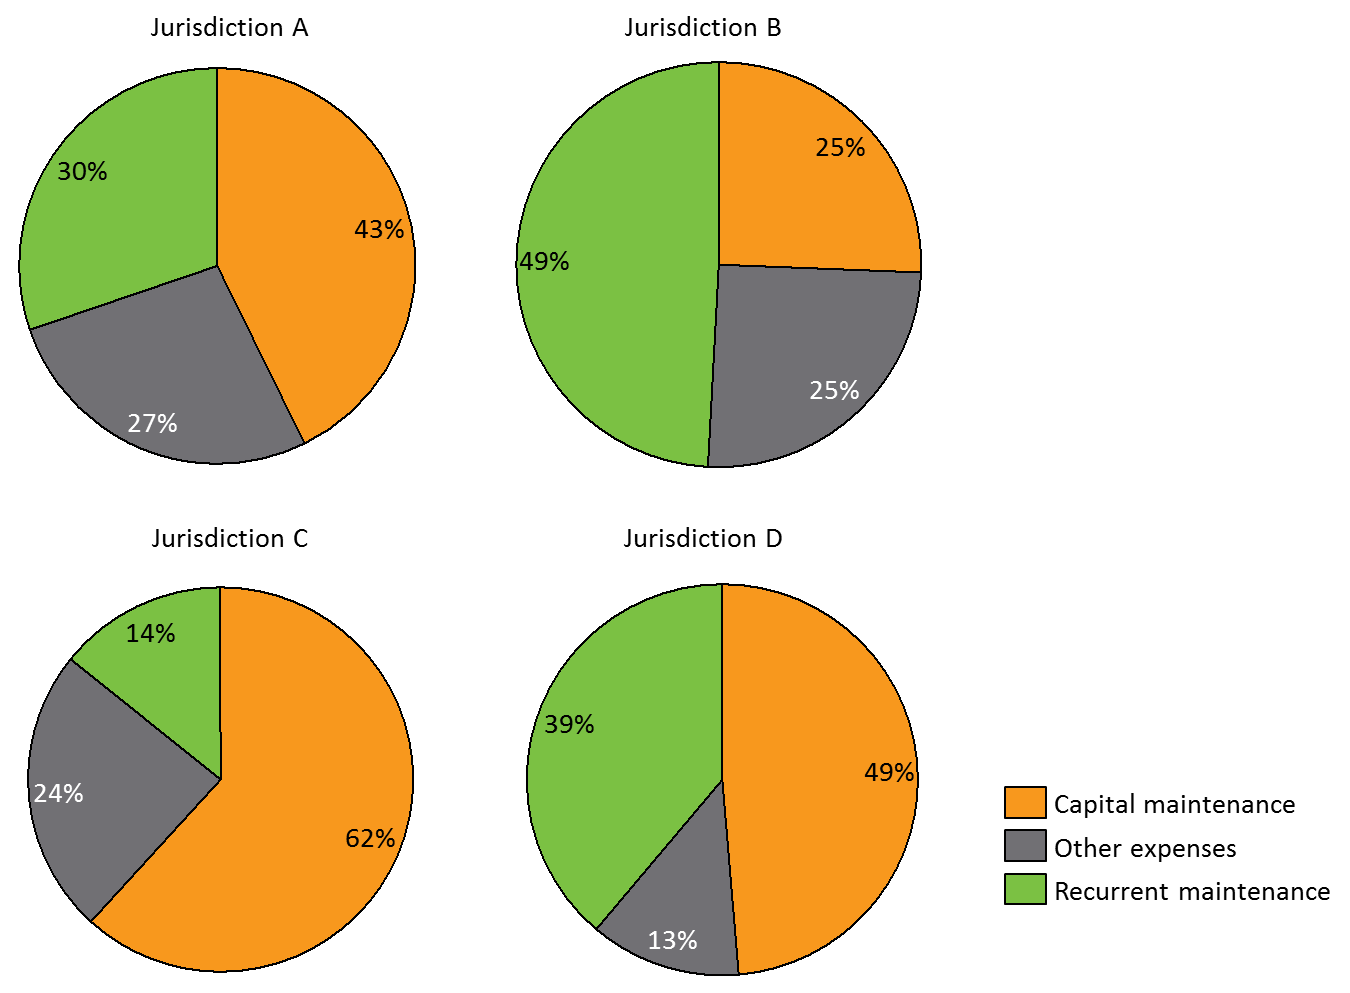 Jurisdiction A
30%
43%
27%
Jurisdiction B
25%
49%
25%
Jurisdiction C
14%
24%
62%
Jurisdiction D
39%
49%
13%
Capital maintenance
Other expenses
Recurrent maintenance